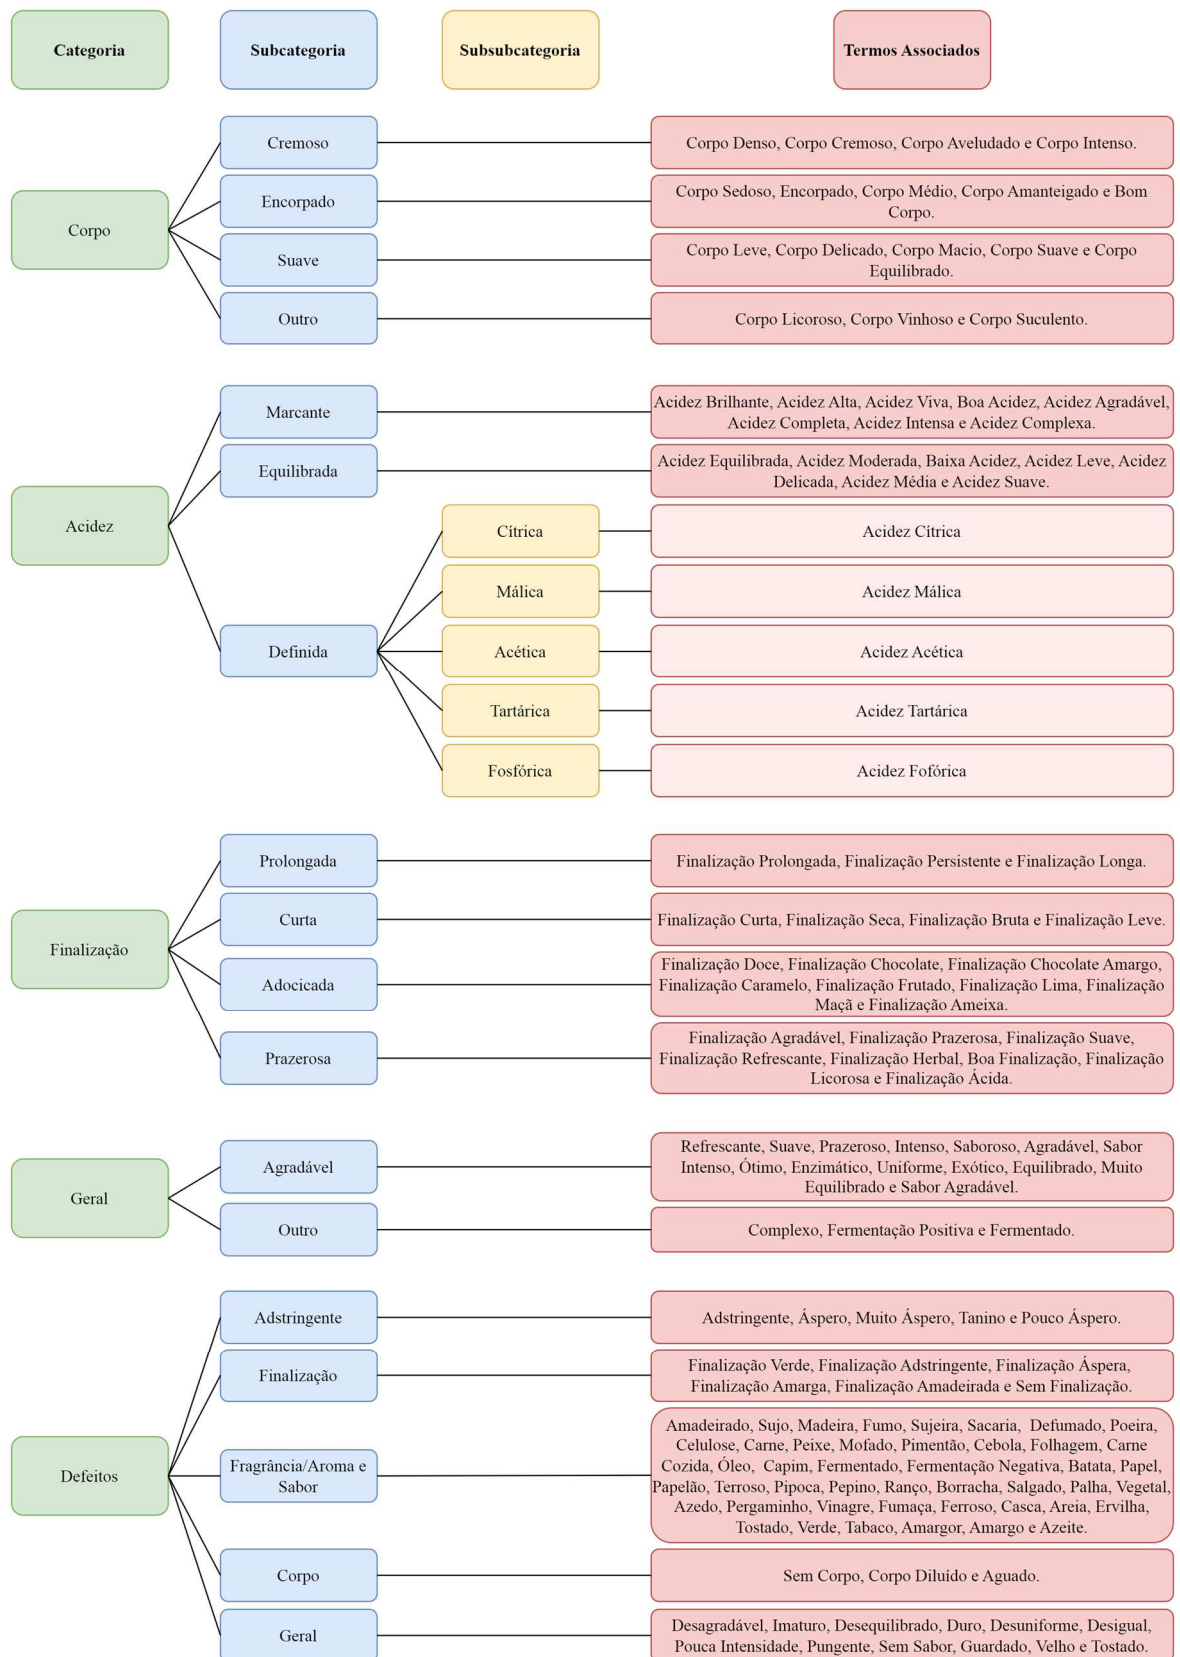 Categoria
Subcategoria
Subsubcategoria
Termos Associados
Corpo
Cremoso
Corpo Denso, Corpo Cremoso, Corpo Aveludado e Corpo Intenso.
Encorpado
Corpo Sedoso, Encorpado, Corpo Médio, Corpo Amanteigado e Bom
Corpo.
Suave
Corpo Leve, Corpo Delicado, Corpo Macio, Corpo Suave e Corpo
Equilibrado.
Outro
Corpo Licoroso, Corpo Vinhoso e Corpo Suculento.
Acidez
Marcante
Acidez Brilhante, Acidez Alta, Acidez Viva, Boa Acidez, Acidez Agradável,
Acidez Completa, Acidez Intensa e Acidez Complexa.
Equilibrada
Acidez Equilibrada, Acidez Moderada, Baixa Acidez, Acidez Leve, Acidez
Delicada, Acidez Média e Acidez Suave.
Definida
Cítrica
Acidez Cítrica
Málica
Acidez Málica
Acética
Acidez Acética
Tartárica
Acidez Tartárica
Fosfórica
Acidez Fofórica
Finalização
Prolongada
Finalização Prolongada, Finalização Persistente e Finalização Longa.
Curta
Finalização Curta, Finalização Seca, Finalização Bruta e Finalização Leve.
Adocicada
Finalização Doce, Finalização Chocolate, Finalização Chocolate Amargo,
Finalização Caramelo, Finalização Frutado, Finalização Lima, Finalização
Maçã e Finalização Ameixa.
Prazerosa
Finalização Agradável, Finalização Prazerosa, Finalização Suave,
Finalização Refrescante, Finalização Herbal, Boa Finalização, Finalização
Licorosa e Finalização Ácida.
Geral
Agradável
Refrescante, Suave, Prazeroso, Intenso, Saboroso, Agradável, Sabor
Intenso, Ótimo, Enzimático, Uniforme, Exótico, Equilibrado, Muito
Equilibrado e Sabor Agradável.
Outro
Complexo, Fermentação Positiva e Fermentado.
Defeitos
Adstringente
Adstringente, Áspero, Muito Áspero, Tanino e Pouco Áspero.
Finalização
Finalização Verde, Finalização Adstringente, Finalização Áspera,
Finalização Amarga, Finalização Amadeirada e Sem Finalização.
Fragrância/Aroma e
Sabor
Amadeirado, Sujo, Madeira, Fumo, Sujeira, Sacaria, Defumado, Poeira,
Celulose, Carne, Peixe, Mofado, Pimentão, Cebola, Folhagem, Carne
Cozida, Óleo, Capim, Fermentado, Fermentação Negativa, Batata, Papel,
Papelão, Terroso, Pipoca, Pepino, Ranço, Borracha, Salgado, Palha, Vegetal,
Azedo, Pergaminho, Vinagre, Fumaça, Ferroso, Casca, Areia, Ervilha,
Tostado, Verde, Tabaco, Amargor, Amargo e Azeite.
Corpo
Sem Corpo, Corpo Diluído e Aguado.
Geral
Desagradável, Imaturo, Desequilibrado, Duro, Desuniforme, Desigual,
Pouca Intensidade, Pungente, Sem Sabor, Guardado, Velho e Tostado.